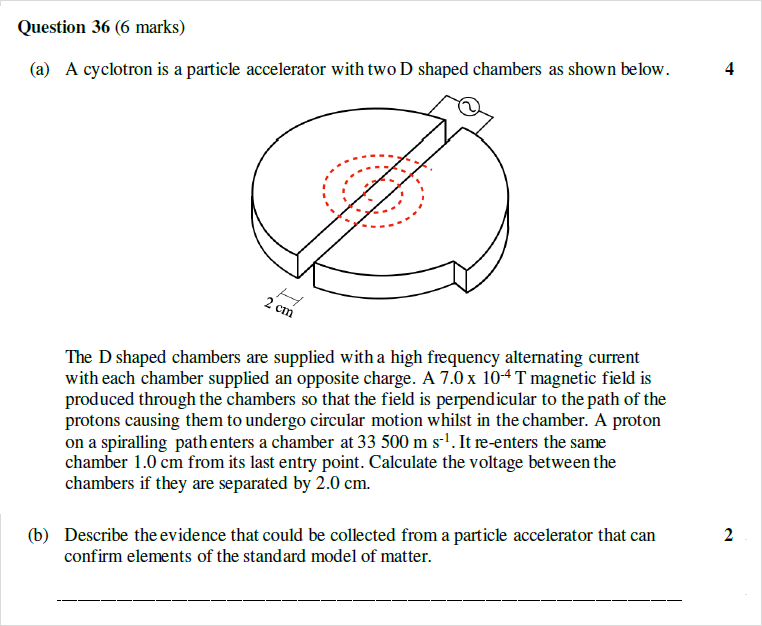 Question 36 (6 marks)
(a) A cyclotron is a particle accelerator with two D shaped chambers as shown below. 4
2 cm
The D shaped chambers are supplied with a high frequency alternating current
with each chamber supplied an opposite charge. A 7.0 x 10⁻⁴ T magnetic field is
produced through the chambers so that the field is perpendicular to the path of the
protons causing them to undergo circular motion whilst in the chamber. A proton
on a spiralling path enters a chamber at 33 500 m s⁻¹. It re-enters the same
chamber 1.0 cm from its last entry point. Calculate the voltage between the
chambers if they are separated by 2.0 cm.
(b) Describe the evidence that could be collected from a particle accelerator that can 2
confirm elements of the standard model of matter.